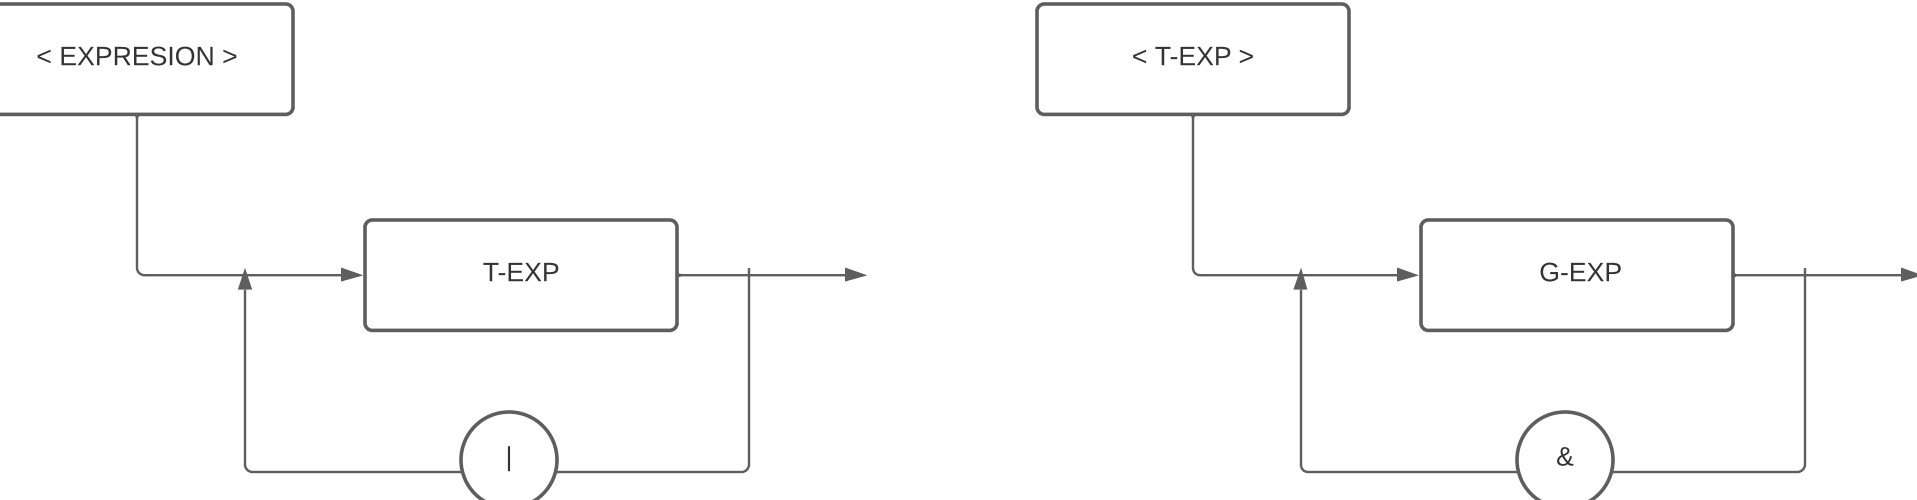 < EXPRESION >
< T-EXP >
T-EXP
G-EXP
|
&